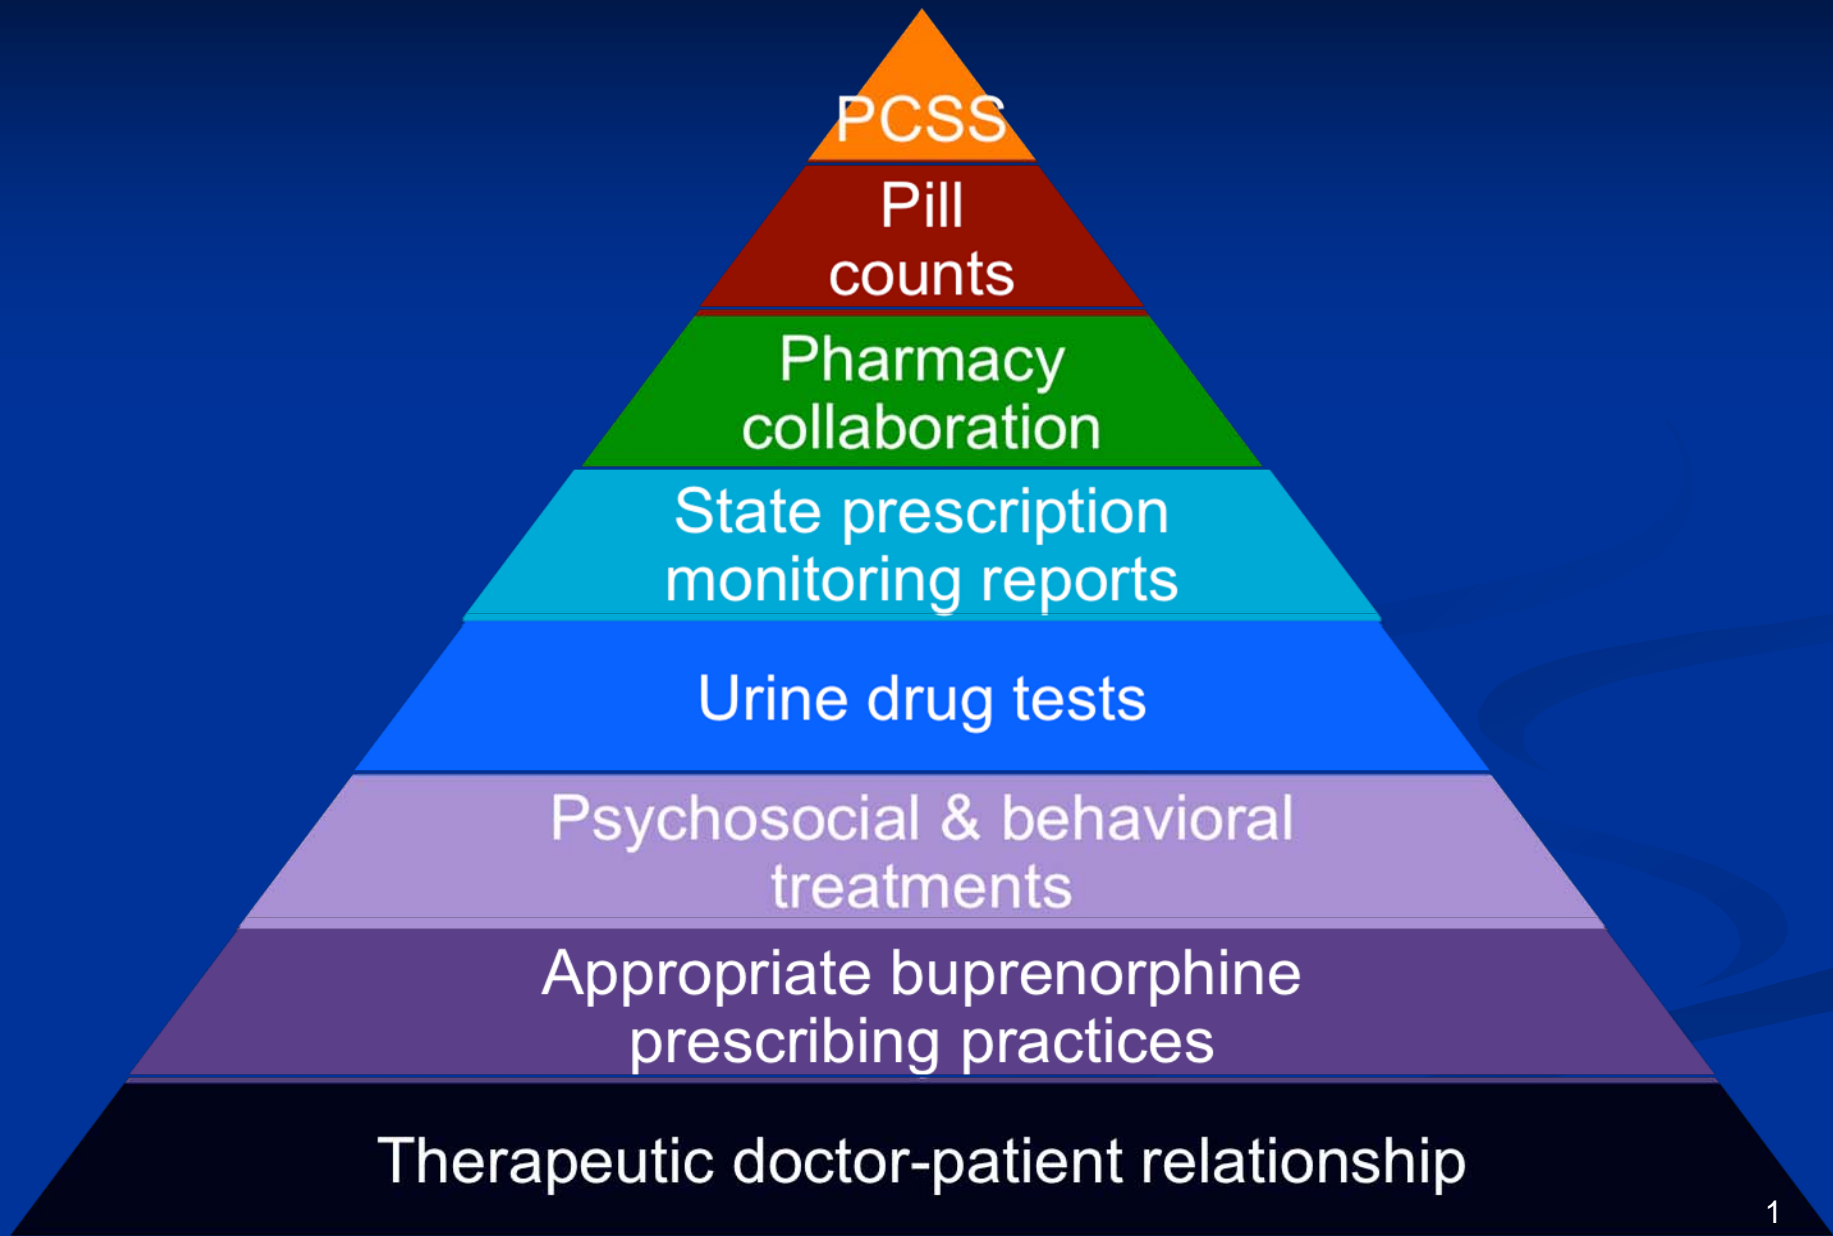 PCSS
Pill
counts
Pharmacy
collaboration
State prescription
monitoring reports
Urine drug tests
Psychosocial & behavioral
treatments
Appropriate buprenorphine
prescribing practices
Therapeutic doctor-patient relationship
1